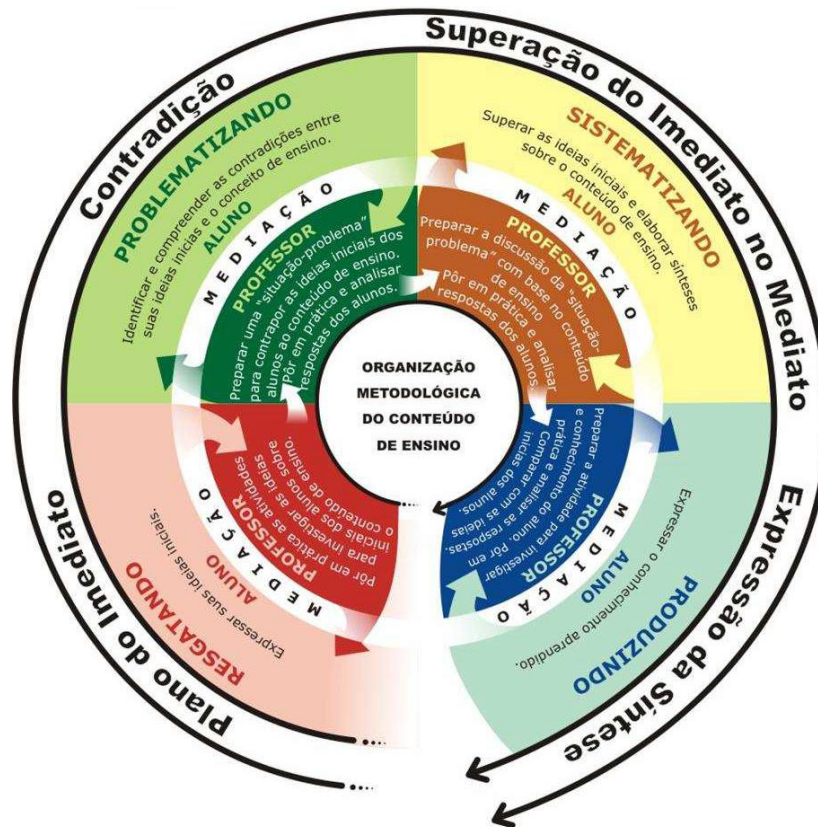 Plano do Imediato
RESGATANDO
ALUNO
Expressar suas ideias iniciais.
MEDIAÇÃO
PROFESSOR
Pôr em prática as atividades
para investigar as ideias
iniciais dos alunos sobre
o conteúdo de ensino.
Contradição
PROBLEMATIZANDO
Identificar e compreender as contradições entre
suas ideias inicias e o conceito de ensino.
ALUNO
MEDIAÇÃO
PROFESSOR
Preparar uma "situação-problema"
para contrapor as ideias iniciais dos
alunos ao conteúdo de ensino.
Pôr em prática e analisar
respostas dos alunos.
Superação do Imediato no Mediato
SISTEMATIZANDO
Superar as ideias iniciais e elaborar sínteses
sobre o conteúdo de ensino.
ALUNO
MEDIAÇÃO
PROFESSOR
Preparar a discussão da "situação-
problema" com base no conteúdo
de ensino
Pôr em prática e analisar
respostas dos alunos.
Expressão da Síntese
PRODUZINDO
ALUNO
Expressar o conhecimento aprendido.
MEDIAÇÃO
PROFESSOR
Preparar a atividade para investigar
e conhecimento do aluno. Pôr em
prática e analisar as respostas.
Comparar com as ideias
inicias dos alunos.
ORGANIZAÇÃO
METODOLÓGICA
DO CONTEÚDO
DE ENSINO